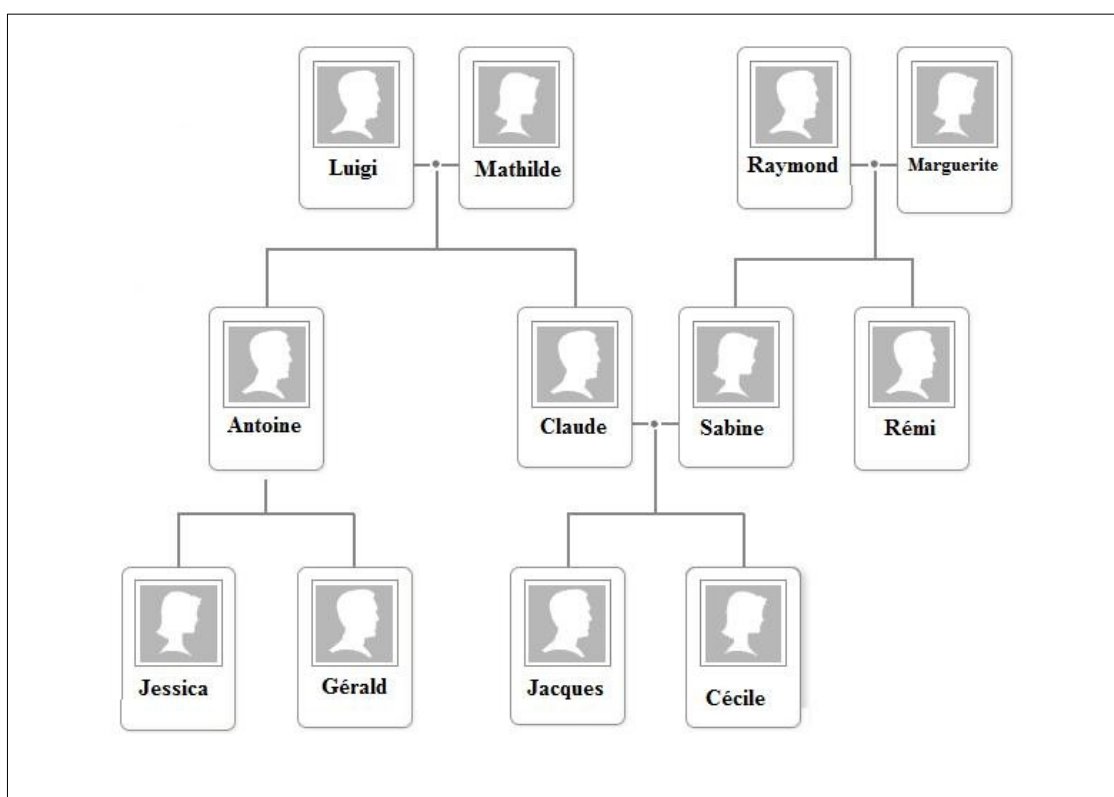 Luigi
Mathilde
Raymond
Marguerite
Antoine
Claude
Sabine
Rémi
Jessica
Gérald
Jacques
Cécile